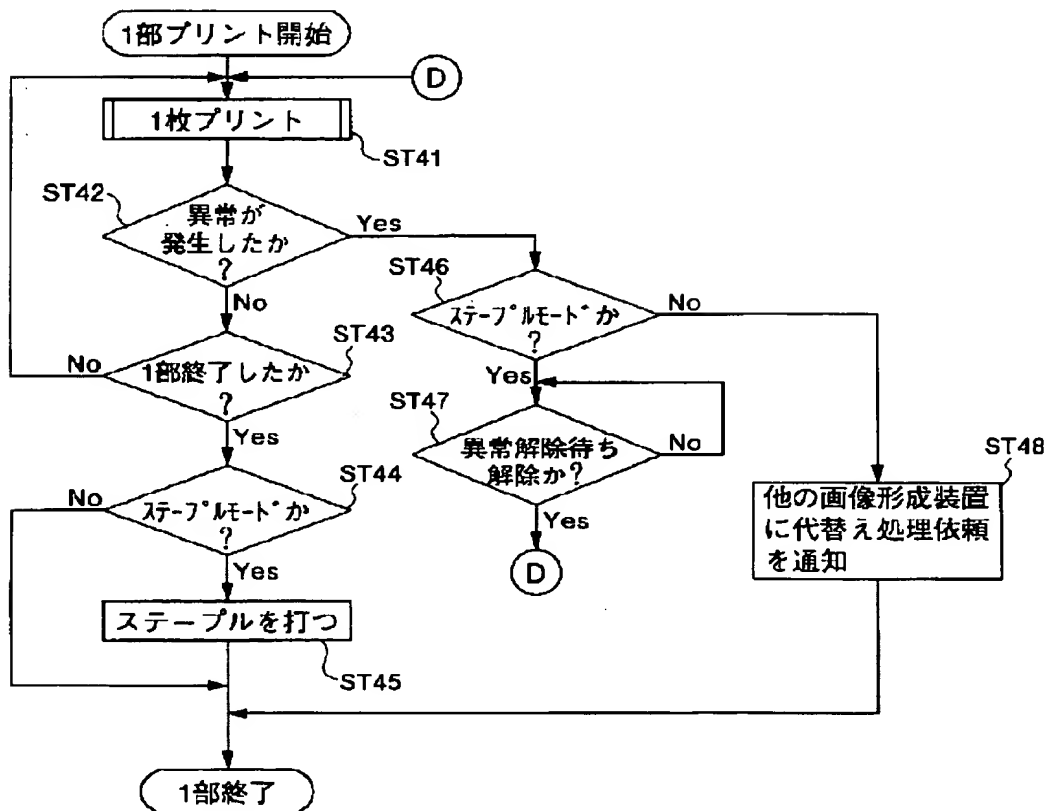 1部プリント開始
D
1枚プリント
ST41
ST42
異常が
発生したか
?
Yes
No
ST43
1部終了したか
?
No
Yes
ST44
ステープルモードか
?
No
Yes
ステープルを打つ
ST45
1部終了
ST46
ステープルモードか
?
No
Yes
ST47
異常解除待ち
解除か?
No
Yes
D
ST48
他の画像形成装置
に代替え処理依頼
を通知